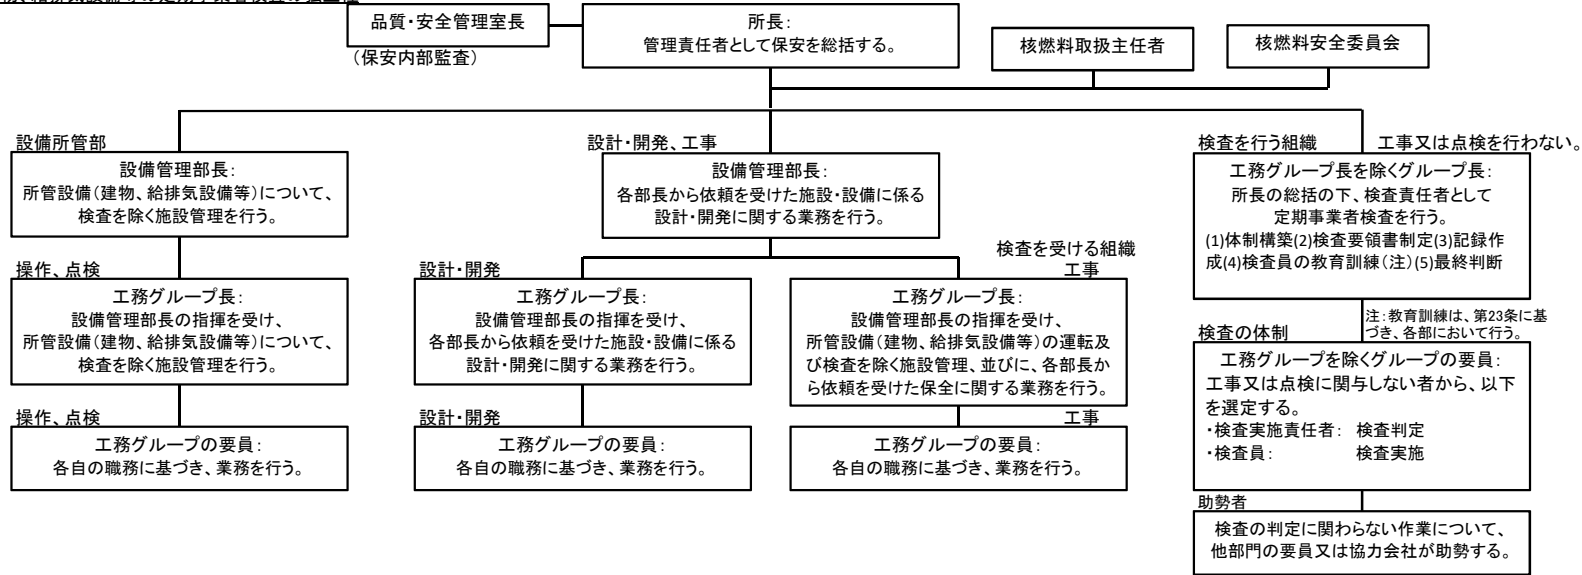 品質・安全管理室長
(保安内部監査)
所長:
管理責任者として保安を総括する。
核燃料取扱主任者
核燃料安全委員会
設備所管部
設備管理部長:
所管設備(建物、給排気設備等)について、
検査を除く施設管理を行う。
操作、点検
工務グループ長:
設備管理部長の指揮を受け、
所管設備(建物、給排気設備等)について、
検査を除く施設管理を行う。
操作、点検
工務グループの要員:
各自の職務に基づき、業務を行う。
設計・開発、工事
設備管理部長:
各部長から依頼を受けた施設・設備に係る
設計・開発に関する業務を行う。
設計・開発
工務グループ長:
設備管理部長の指揮を受け、
各部長から依頼を受けた施設・設備に係る
設計・開発に関する業務を行う。
設計・開発
工務グループの要員:
各自の職務に基づき、業務を行う。
検査を受ける組織
工事
工務グループ長:
設備管理部長の指揮を受け、
所管設備(建物、給排気設備等)の運転及
び検査を除く施設管理、並びに、各部長か
ら依頼を受けた保全に関する業務を行う。
工事
工務グループの要員:
各自の職務に基づき、業務を行う。
検査を行う組織
工事又は点検を行わない。
工務グループ長を除くグループ長:
所長の総括の下、検査責任者として
定期事業者検査を行う。
(1)体制構築(2)検査要領書制定(3)記録作
成(4)検査員の教育訓練(注)(5)最終判断
注:教育訓練は、第23条に基
づき、各部において行う。
検査の体制
工務グループを除くグループの要員:
工事又は点検に関与しない者から、以下
を選定する。
・検査実施責任者: 検査判定
・検査員: 検査実施
助勢者
検査の判定に関わらない作業について、
他部門の要員又は協力会社が助勢する。